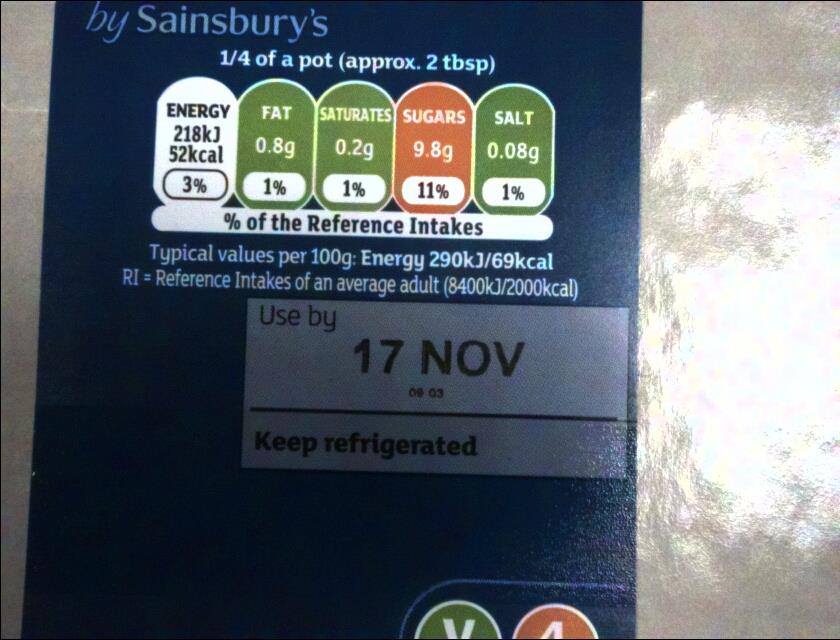 by Sainsbury's
1/4 of a pot (approx. 2 tbsp)
ENERGY FAT SATURATES SUGARS SALT
218kJ
52kcal 0.8g 0.2g 9.8g 0.08g
3% 1% 1% 11% 1%
% of the Reference Intakes
Typical values per 100g: Energy 290kJ/69kcal
RI = Reference Intakes of an average adult (8400kJ/2000kcal)
Use by
17 NOV
09 03
Keep refrigerated
V 4